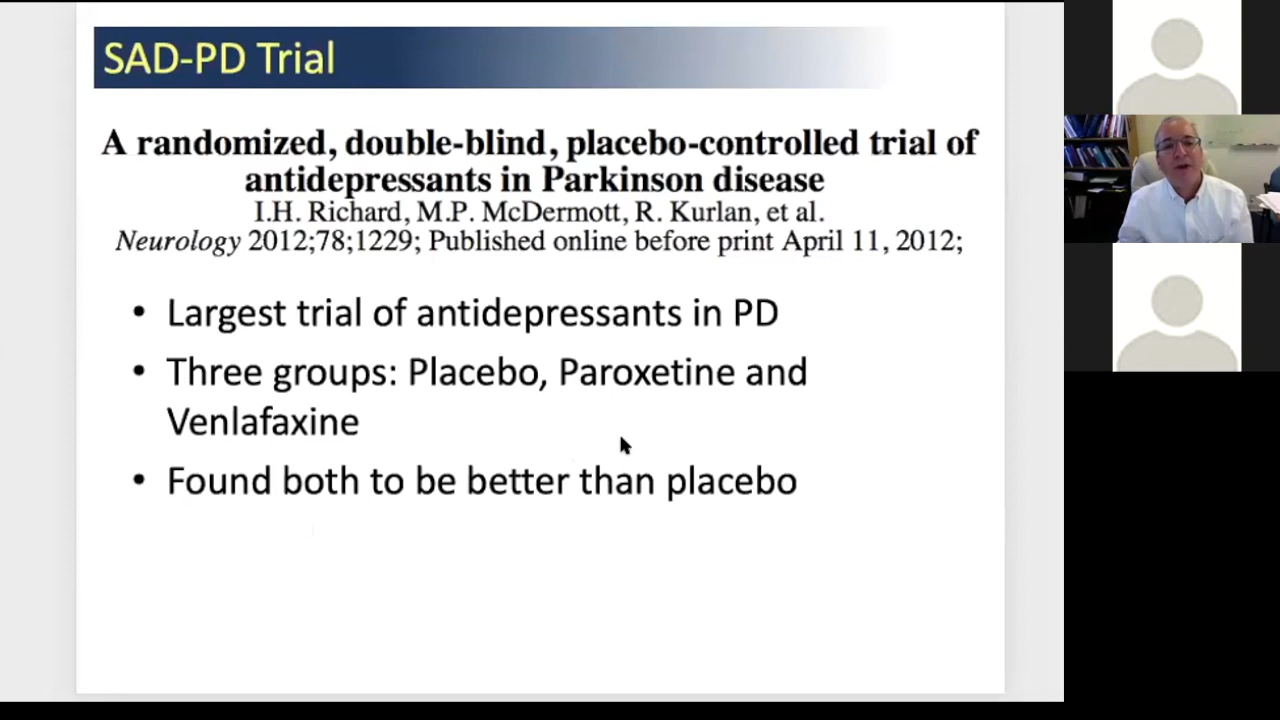 SAD-PD Trial
A randomized, double-blind, placebo-controlled trial of
antidepressants in Parkinson disease
I.H. Richard, M.P. McDermott, R. Kurlan, et al.
Neurology 2012;78;1229; Published online before print April 11, 2012;
• Largest trial of antidepressants in PD
• Three groups: Placebo, Paroxetine and
Venlafaxine
• Found both to be better than placebo